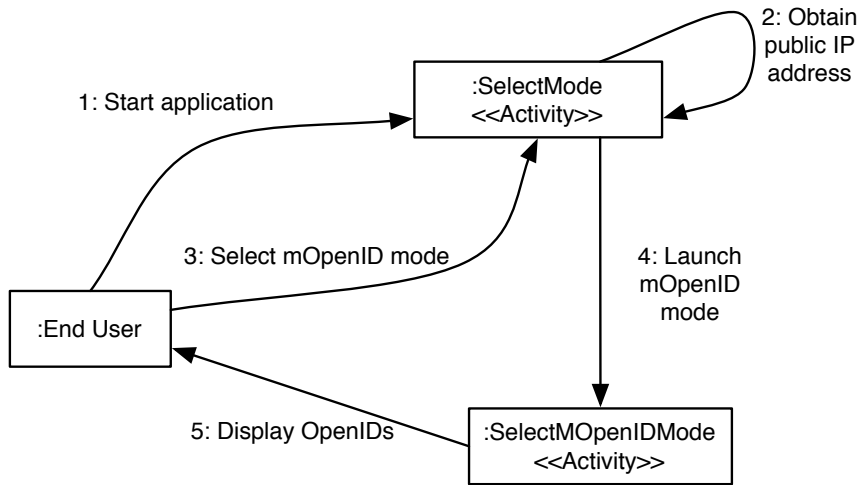 2: Obtain
public IP
address
:SelectMode
<<Activity>>
1: Start application
3: Select mOpenID mode
4: Launch
mOpenID
mode
:End User
5: Display OpenIDs
:SelectMOpenIDMode
<<Activity>>